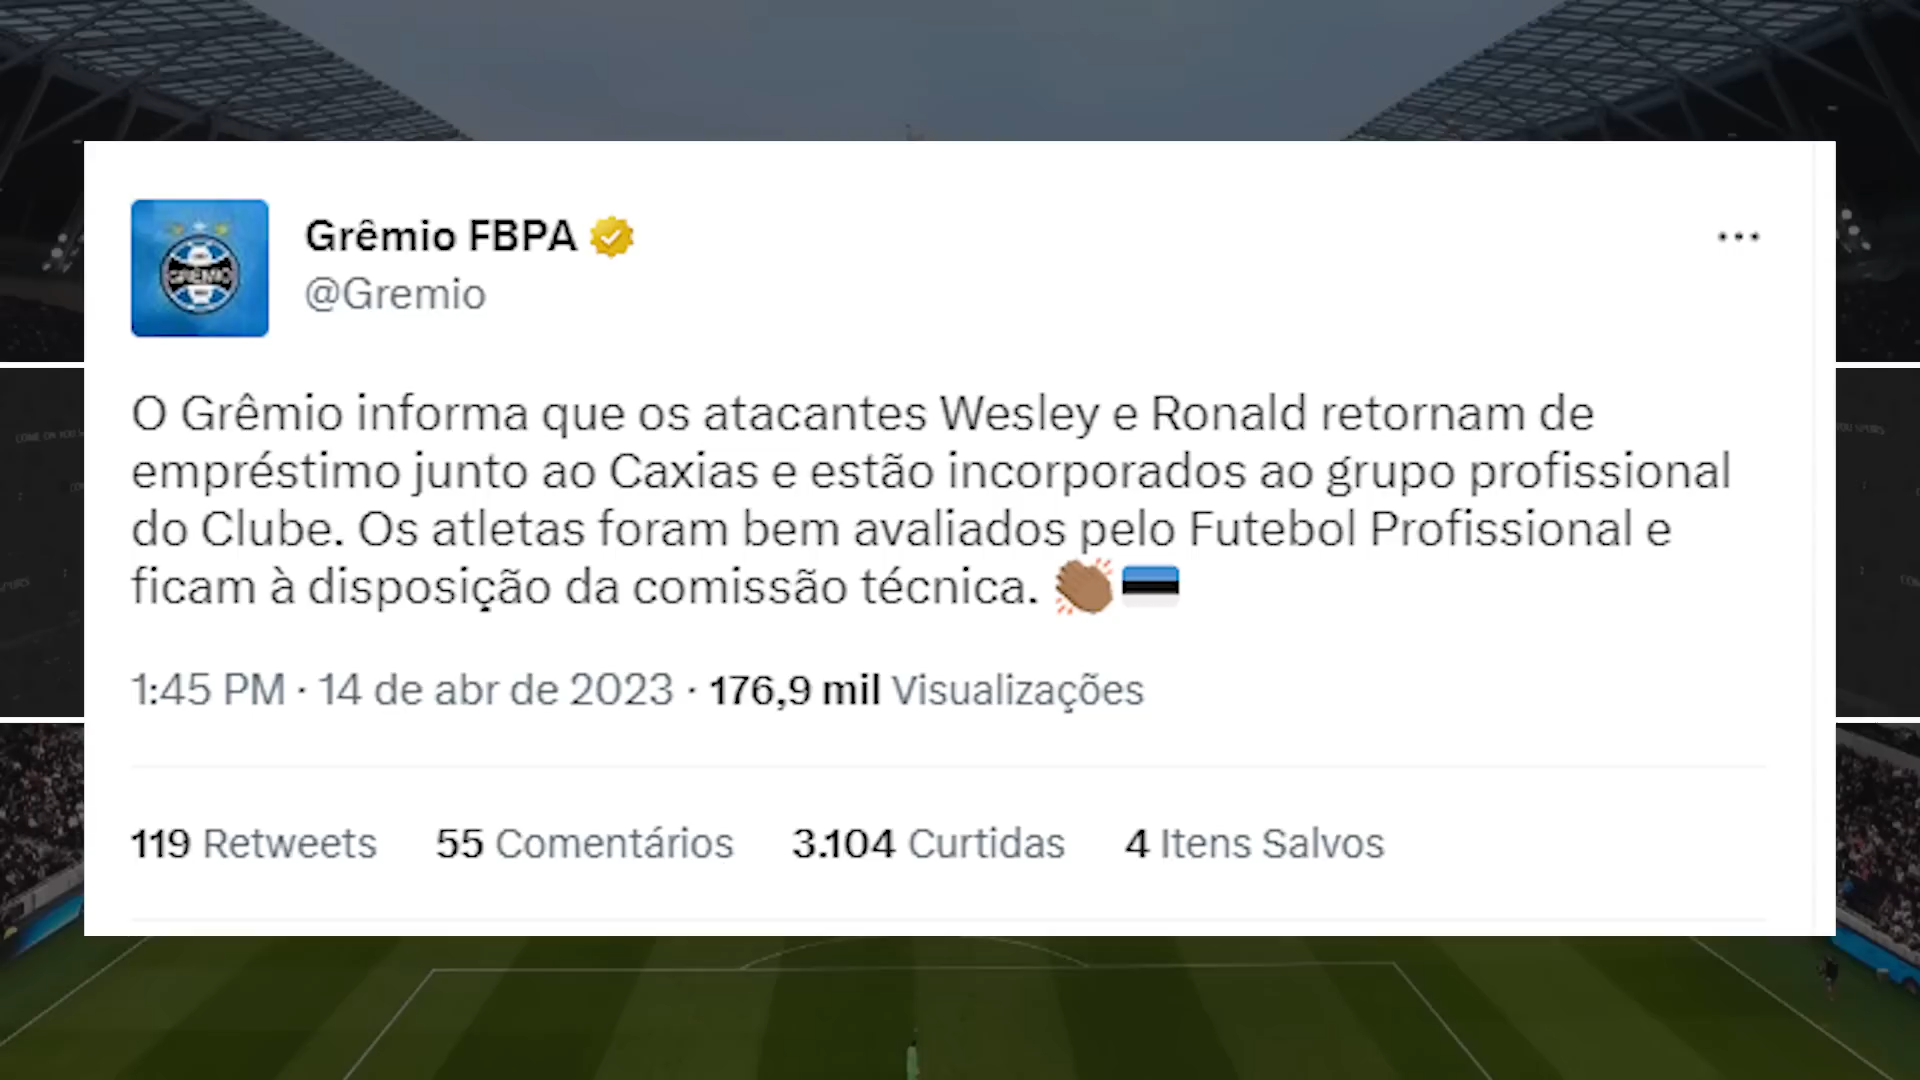 Grêmio FBPA
@Gremio
O Grêmio informa que os atacantes Wesley e Ronald retornam de
empréstimo junto ao Caxias e estão incorporados ao grupo profissional
do Clube. Os atletas foram bem avaliados pelo Futebol Profissional e
ficam à disposição da comissão técnica. 👏🏾🇪🇪
1:45 PM · 14 de abr de 2023 · 176,9 mil Visualizações
119 Retweets 55 Comentários 3.104 Curtidas 4 Itens Salvos